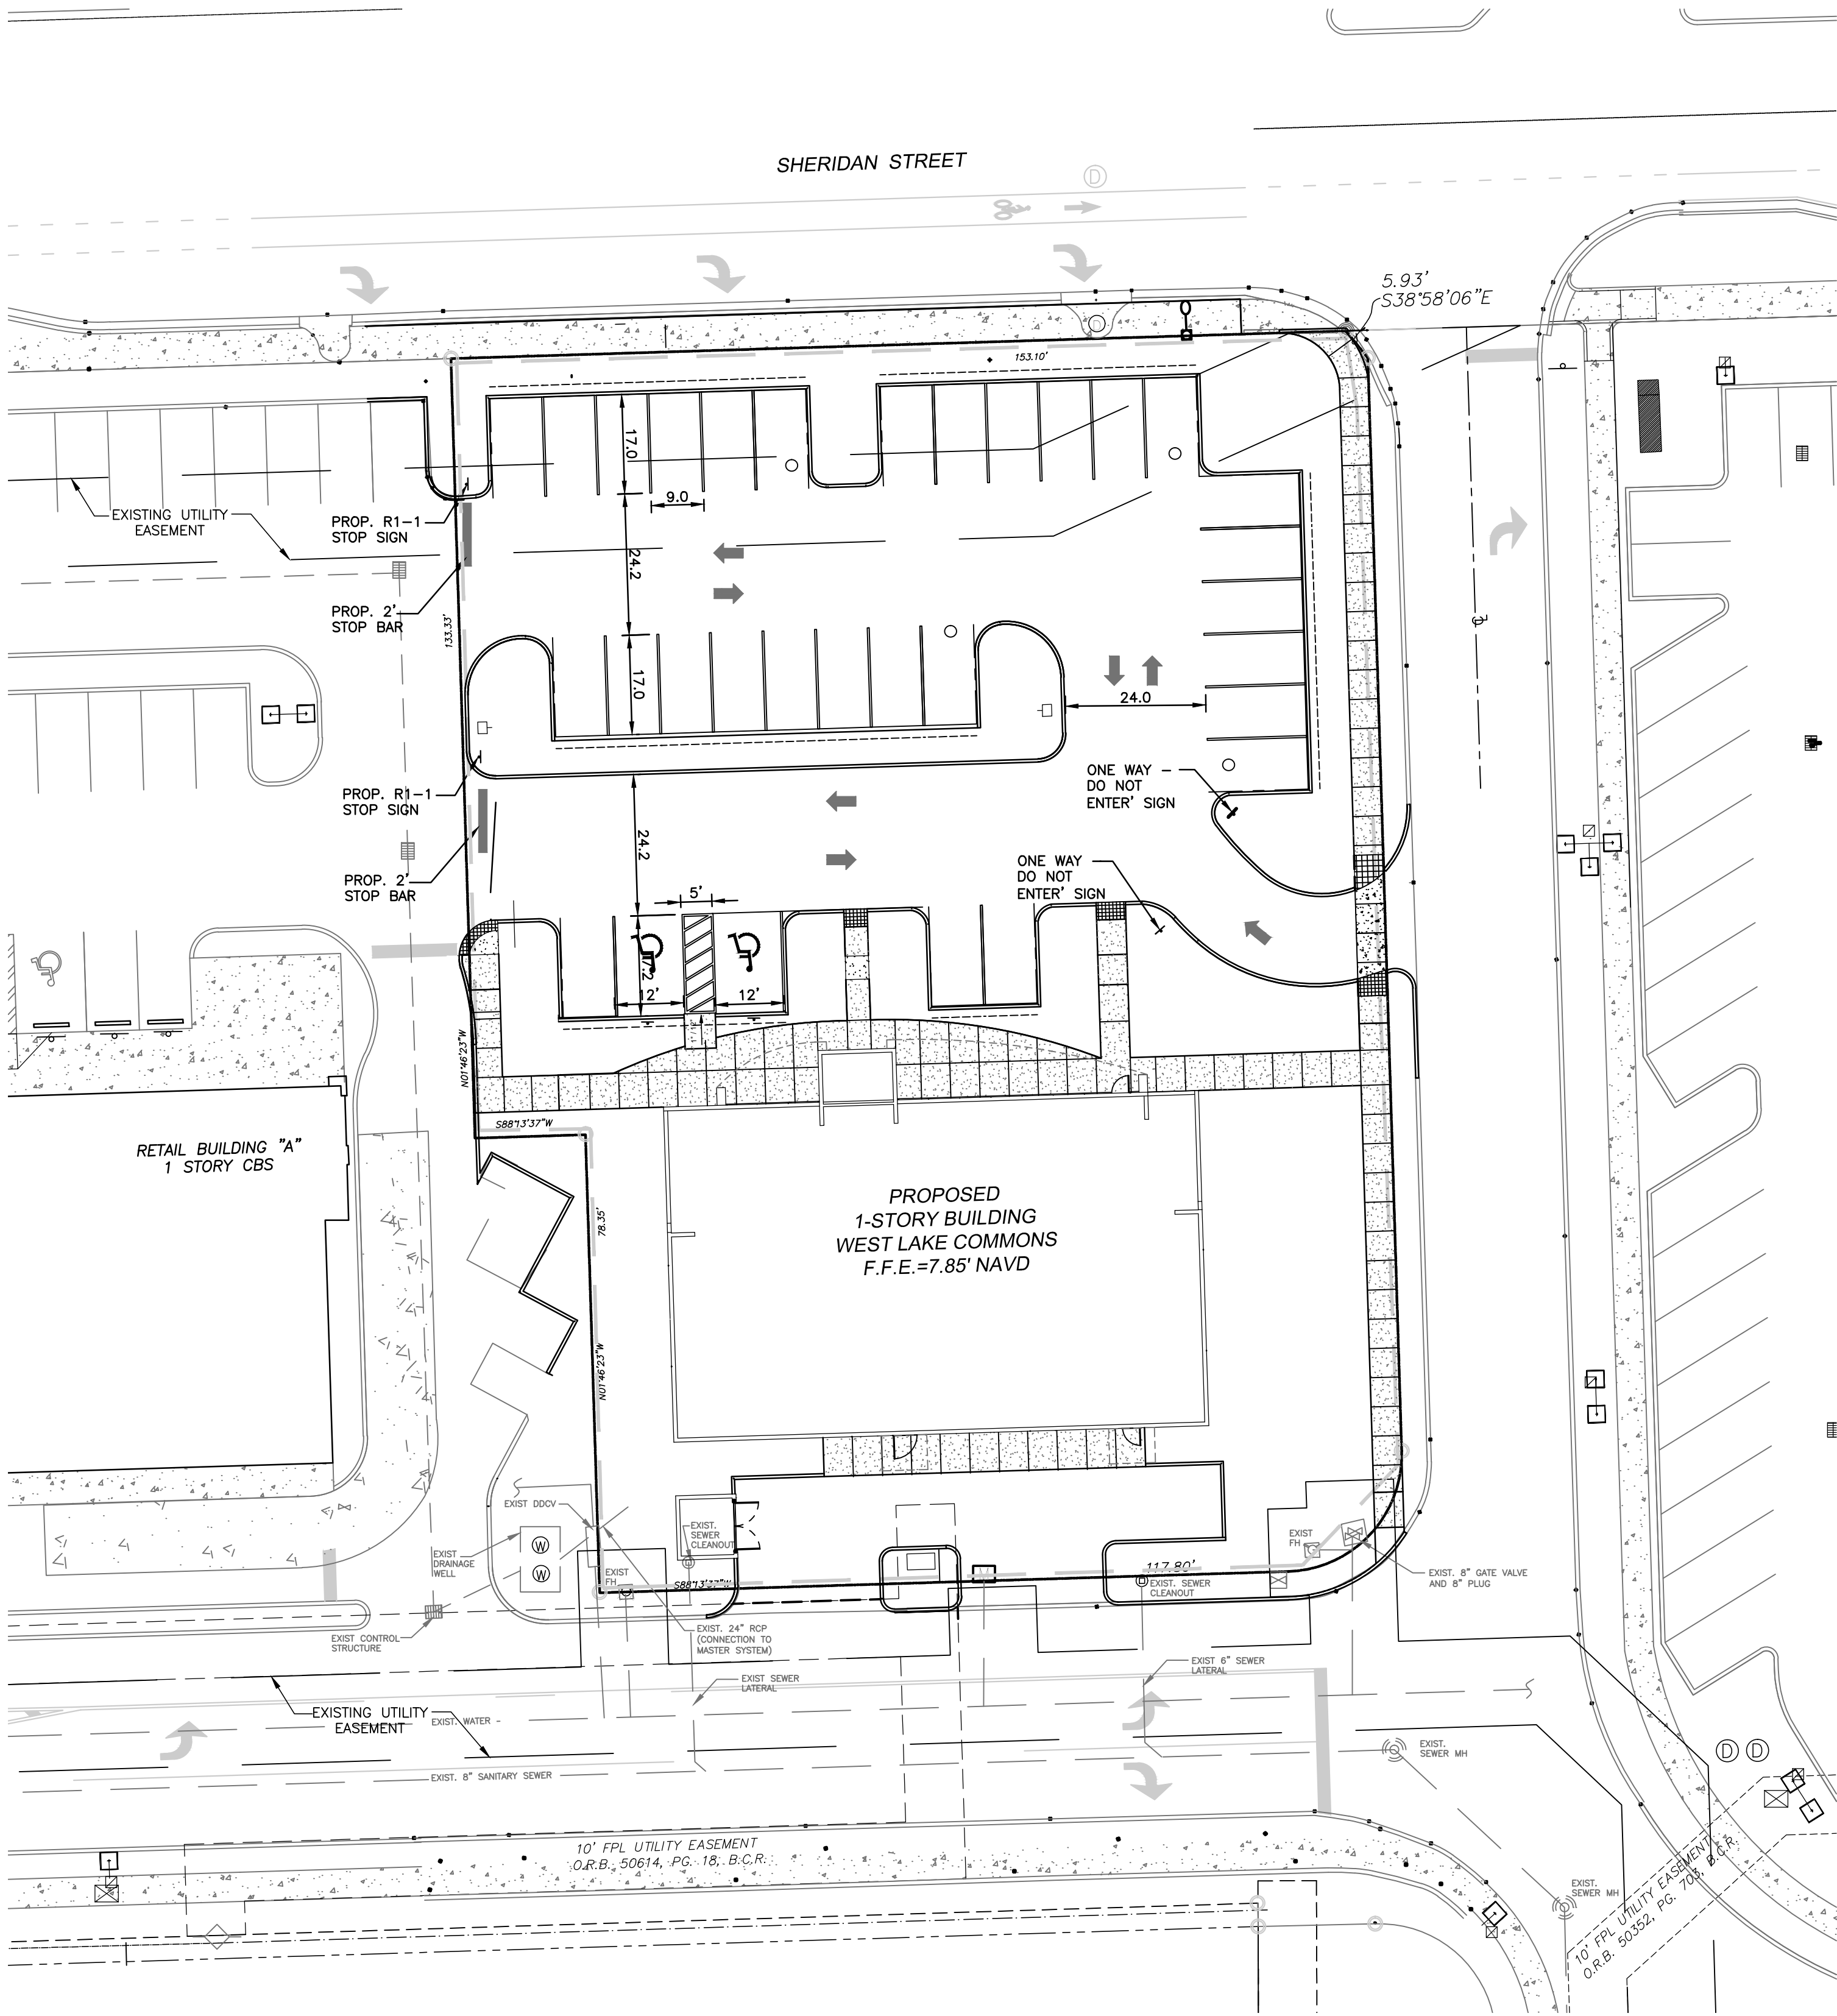 SHERIDAN STREET
D
5.93'
S38°58'06"E
D
153.10'
17.0
9.0
EXISTING UTILITY
EASEMENT
PROP. R1-1
STOP SIGN
24.2
PROP. 2'
STOP BAR
133.33'
17.0
24.0
PROP. R1-1
STOP SIGN
ONE WAY -
DO NOT
ENTER' SIGN
24.2
PROP. 2'
STOP BAR
ONE WAY
DO NOT
ENTER' SIGN
5'
17.2
12'
12'
N01°46'23"W
S88°13'37"W
RETAIL BUILDING "A"
1 STORY CBS
78.35'
PROPOSED
1-STORY BUILDING
WEST LAKE COMMONS
F.F.E.=7.85' NAVD
N01°46'23"W
EXIST DDCV
EXIST.
SEWER
CLEANOUT
EXIST
DRAINAGE
WELL
W
W
EXIST
FH
EXIST
FH
S88°13'37"W
117.80'
EXIST. SEWER
CLEANOUT
EXIST. 8" GATE VALVE
AND 8" PLUG
EXIST CONTROL
STRUCTURE
EXIST. 24" RCP
(CONNECTION TO
MASTER SYSTEM)
EXIST SEWER
LATERAL
EXIST 6" SEWER
LATERAL
EXISTING UTILITY
EASEMENT
EXIST. WATER -
EXIST.
SEWER MH
D D
EXIST. 8" SANITARY SEWER
10' FPL UTILITY EASEMENT
O.R.B. 50614, PG. 18, B.C.R.
EXIST.
SEWER MH
10' FPL UTILITY EASEMENT
O.R.B. 50352, PG. 703, B.C.R.